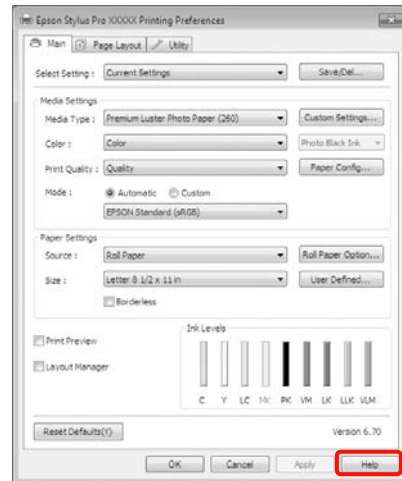 Epson Stylus Pro XXXXX Printing Preferences
Main Page Layout Utility
Select Setting : Current Settings Save/Del...
Media Settings
Media Type : Premium Luster Photo Paper (260) Custom Settings...
Color : Color Photo Black Ink
Print Quality : Quality Paper Config...
Mode : Automatic Custom
EPSON Standard (sRGB)
Paper Settings
Source : Roll Paper Roll Paper Option...
Size : Letter 8 1/2 x 11 in User Defined...
Borderless
Print Preview
Layout Manager
Ink Levels
C Y LC MK PK VM LK LLK VLM
Reset Defaults(Y) Version 6.70
OK Cancel Apply Help